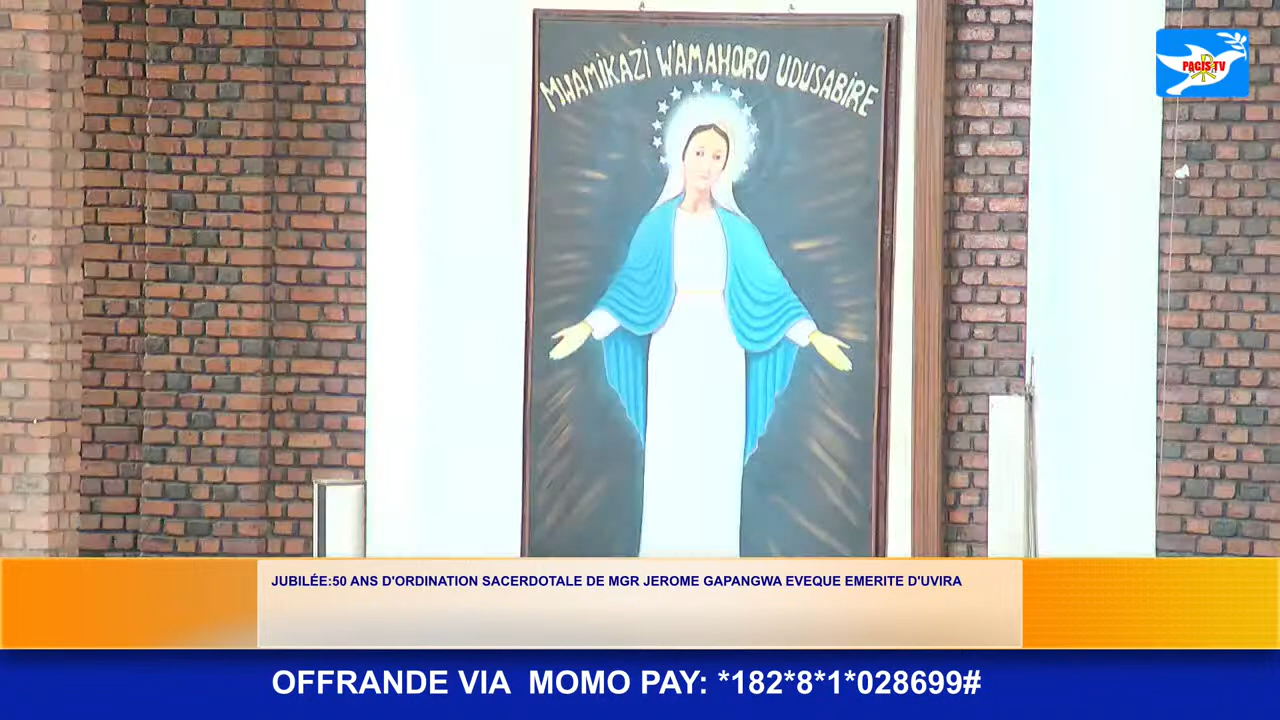 MWAMIKAZI W'AMAHORO UDUSABIRE
PACIS TV
JUBILÉE:50 ANS D'ORDINATION SACERDOTALE DE MGR JEROME GAPANGWA EVEQUE EMERITE D'UVIRA
OFFRANDE VIA MOMO PAY: *182*8*1*028699#